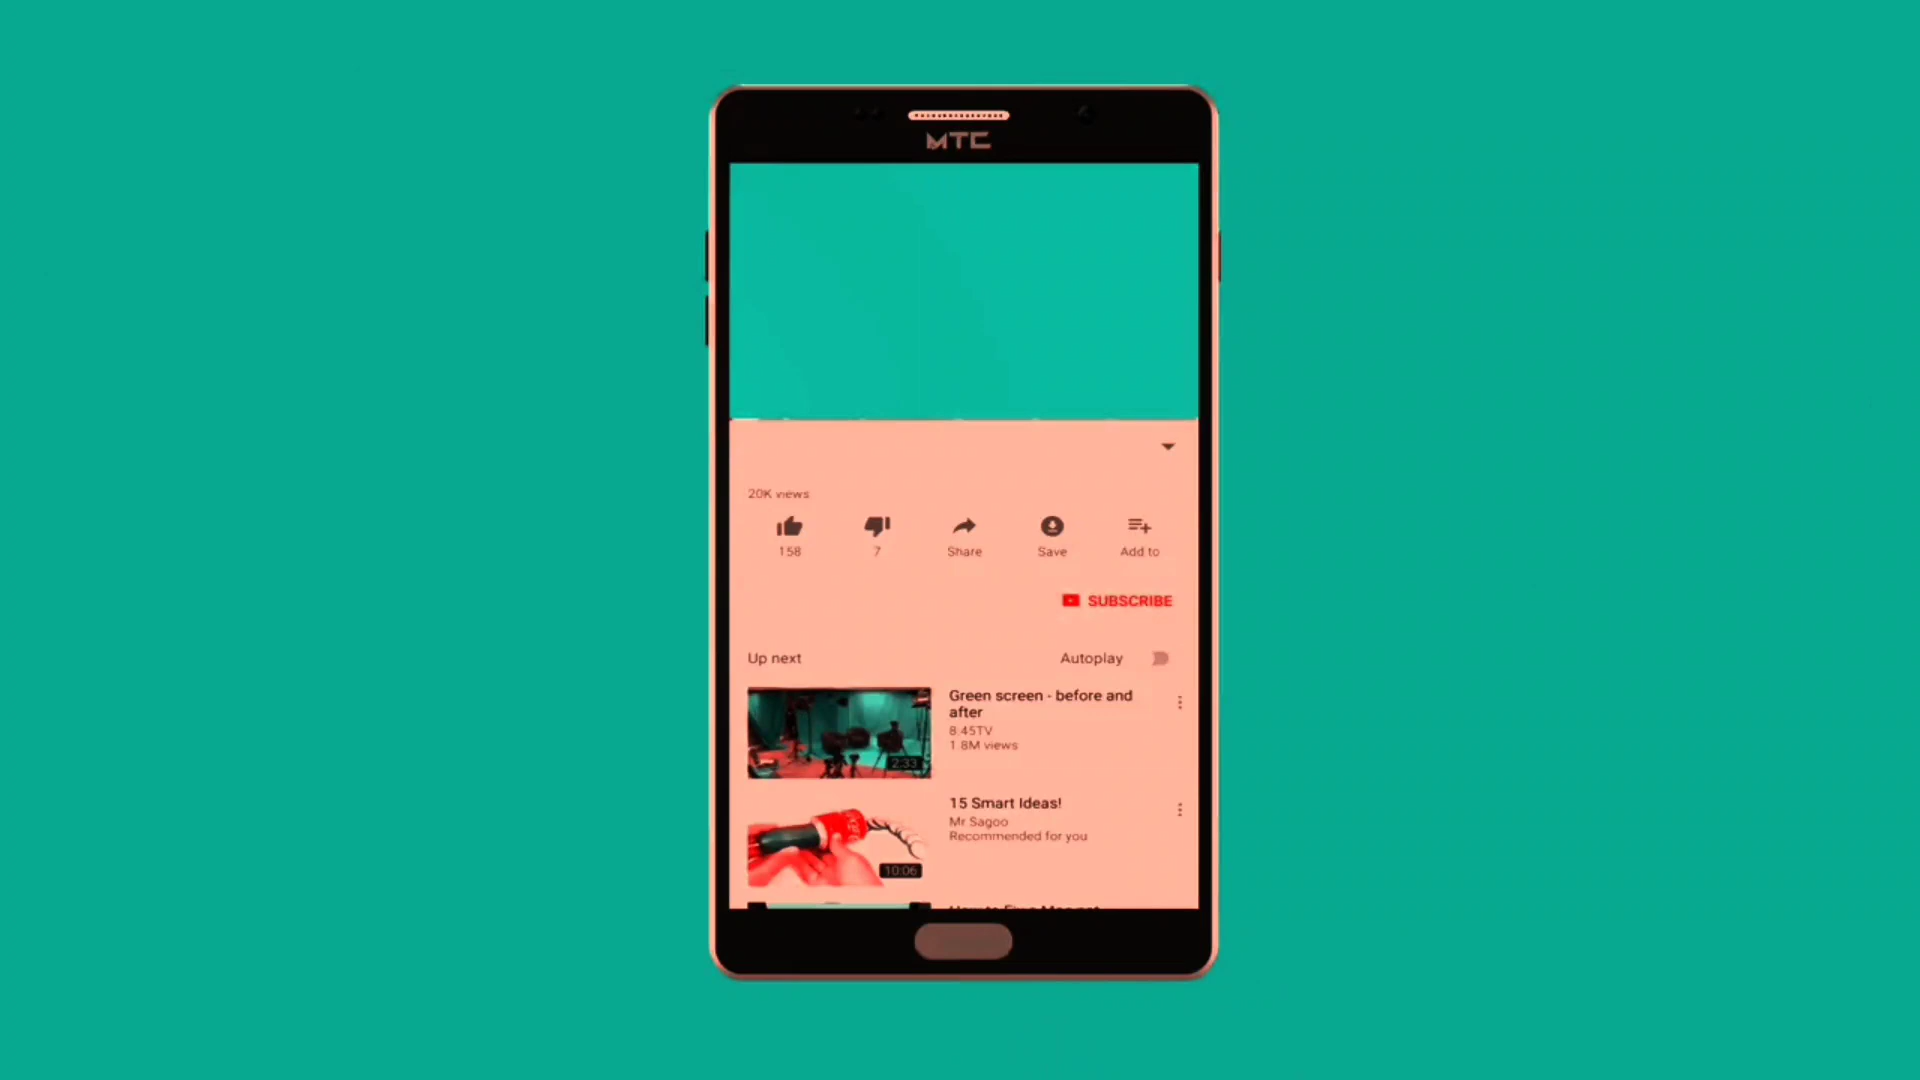 MTC
20K views
158 7 Share Save Add to
SUBSCRIBE
Up next Autoplay
Green screen - before and
after
8.45TV
1.8M views
2:33
15 Smart Ideas!
Mr Sagoo
Recommended for you
10:06